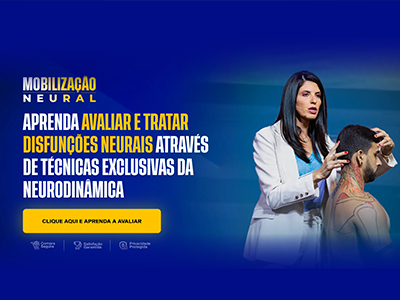 MOBILIZAÇÃO
NEURAL
APRENDA AVALIAR E TRATAR
DISFUNÇÕES NEURAIS ATRAVÉS
DE TÉCNICAS EXCLUSIVAS DA
NEURODINÂMICA
CLIQUE AQUI E APRENDA A AVALIAR
Compra
Segura
Satisfação
Garantida
Privacidade
Protegida